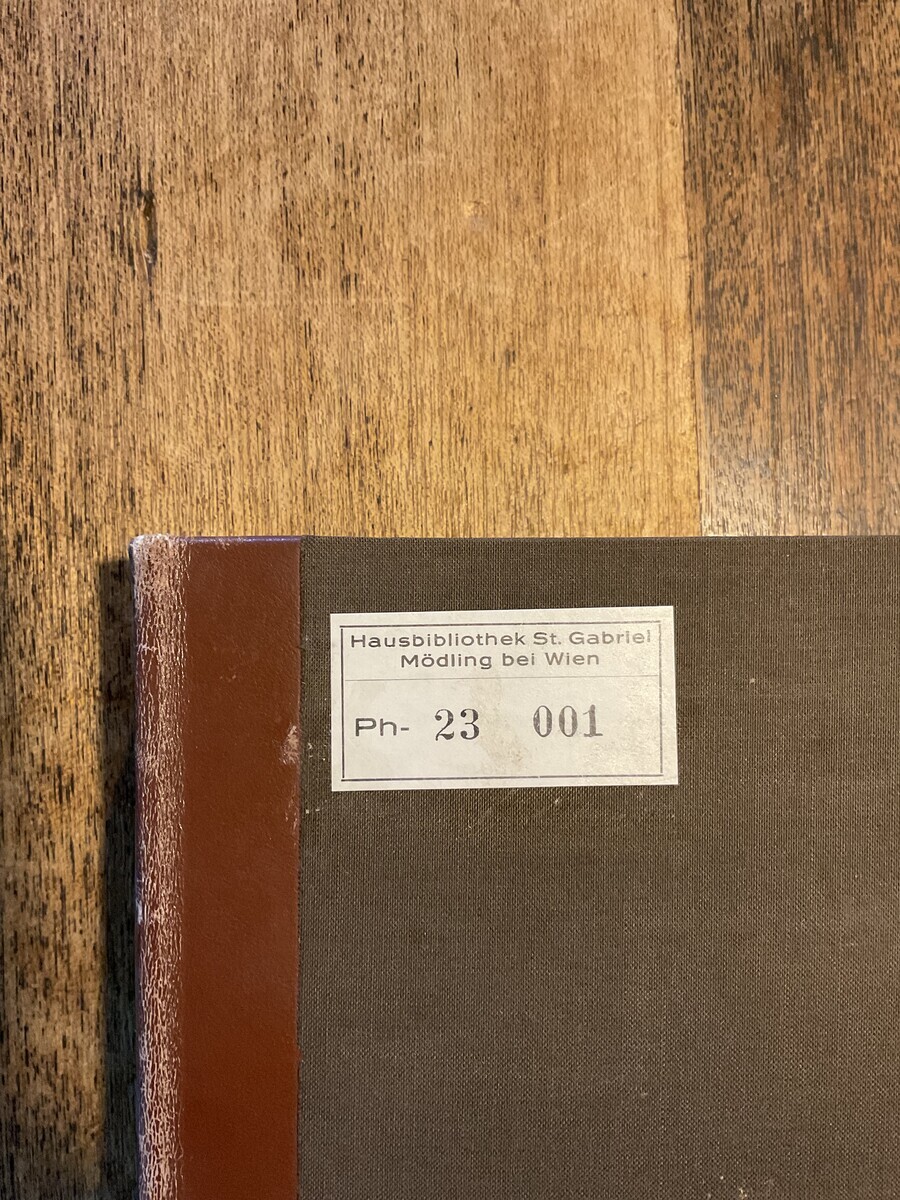 Hausbibliothek St. Gabriel
Mödling bei Wien
Ph- 23 001